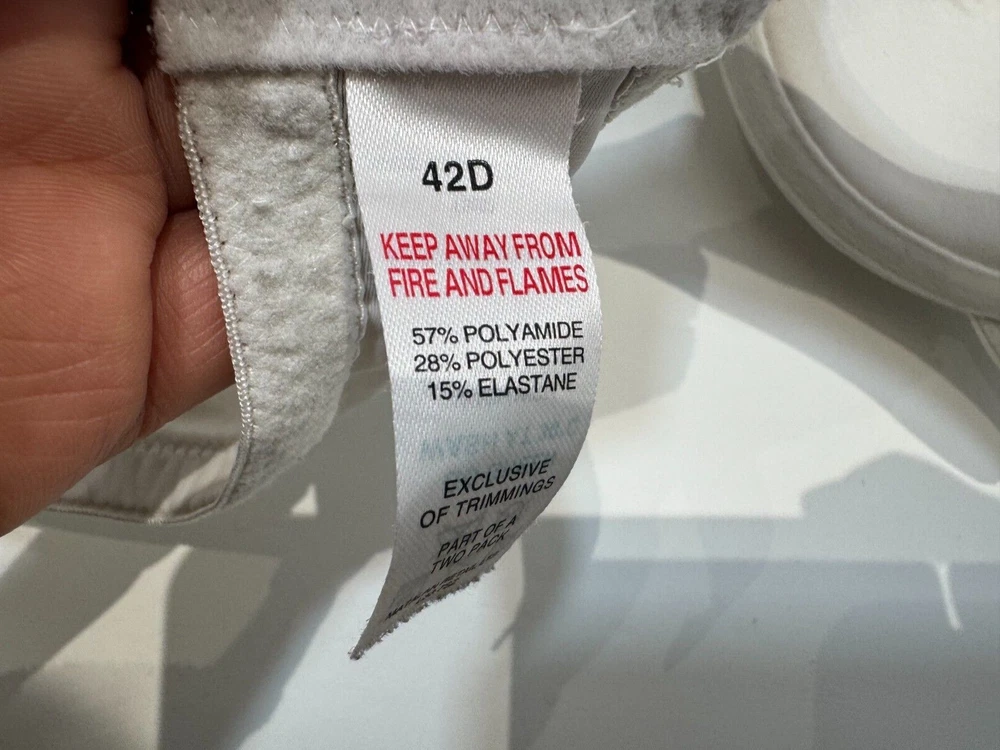 42D
KEEP AWAY FROM
FIRE AND FLAMES
57% POLYAMIDE
28% POLYESTER
15% ELASTANE
EXCLUSIVE
OF TRIMMINGS
PART OF A
TWO PACK